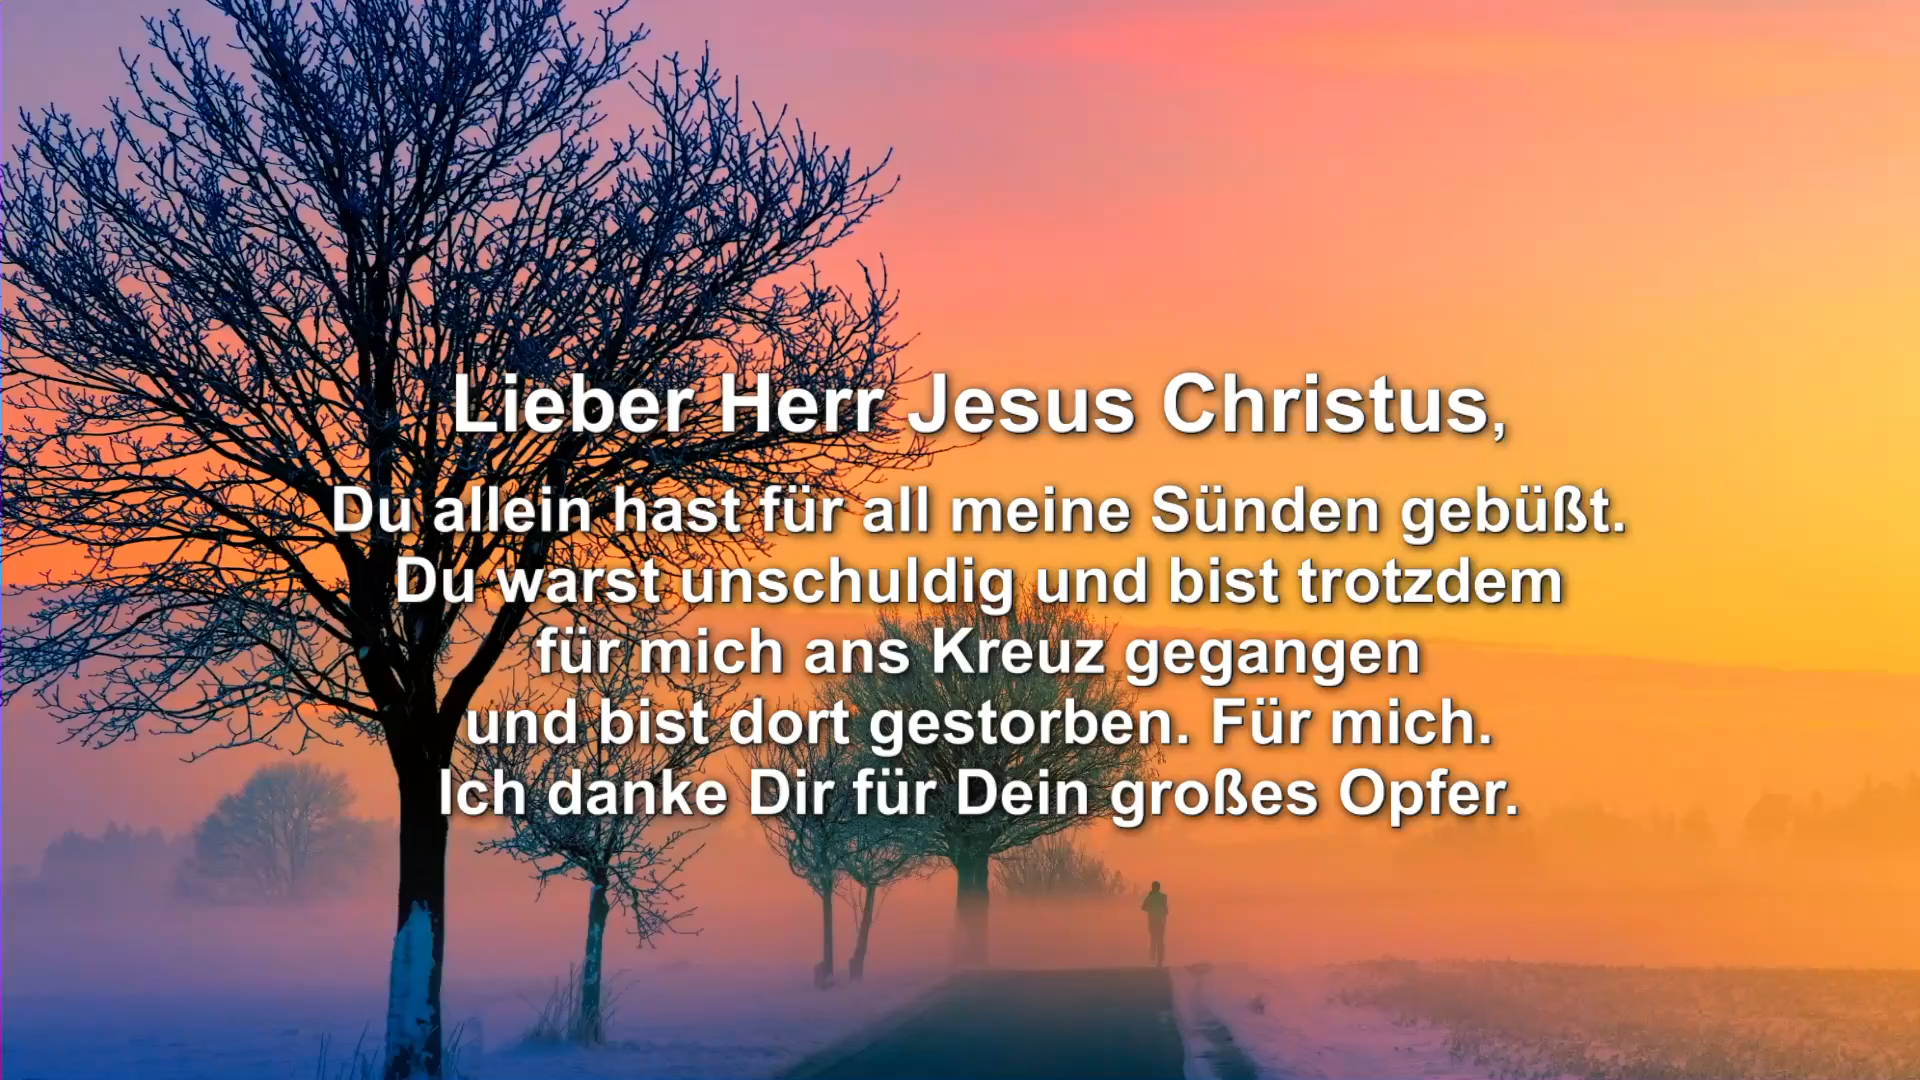 Lieber Herr Jesus Christus,
Du allein hast für all meine Sünden gebüßt.
Du warst unschuldig und bist trotzdem
für mich ans Kreuz gegangen
und bist dort gestorben. Für mich.
Ich danke Dir für Dein großes Opfer.